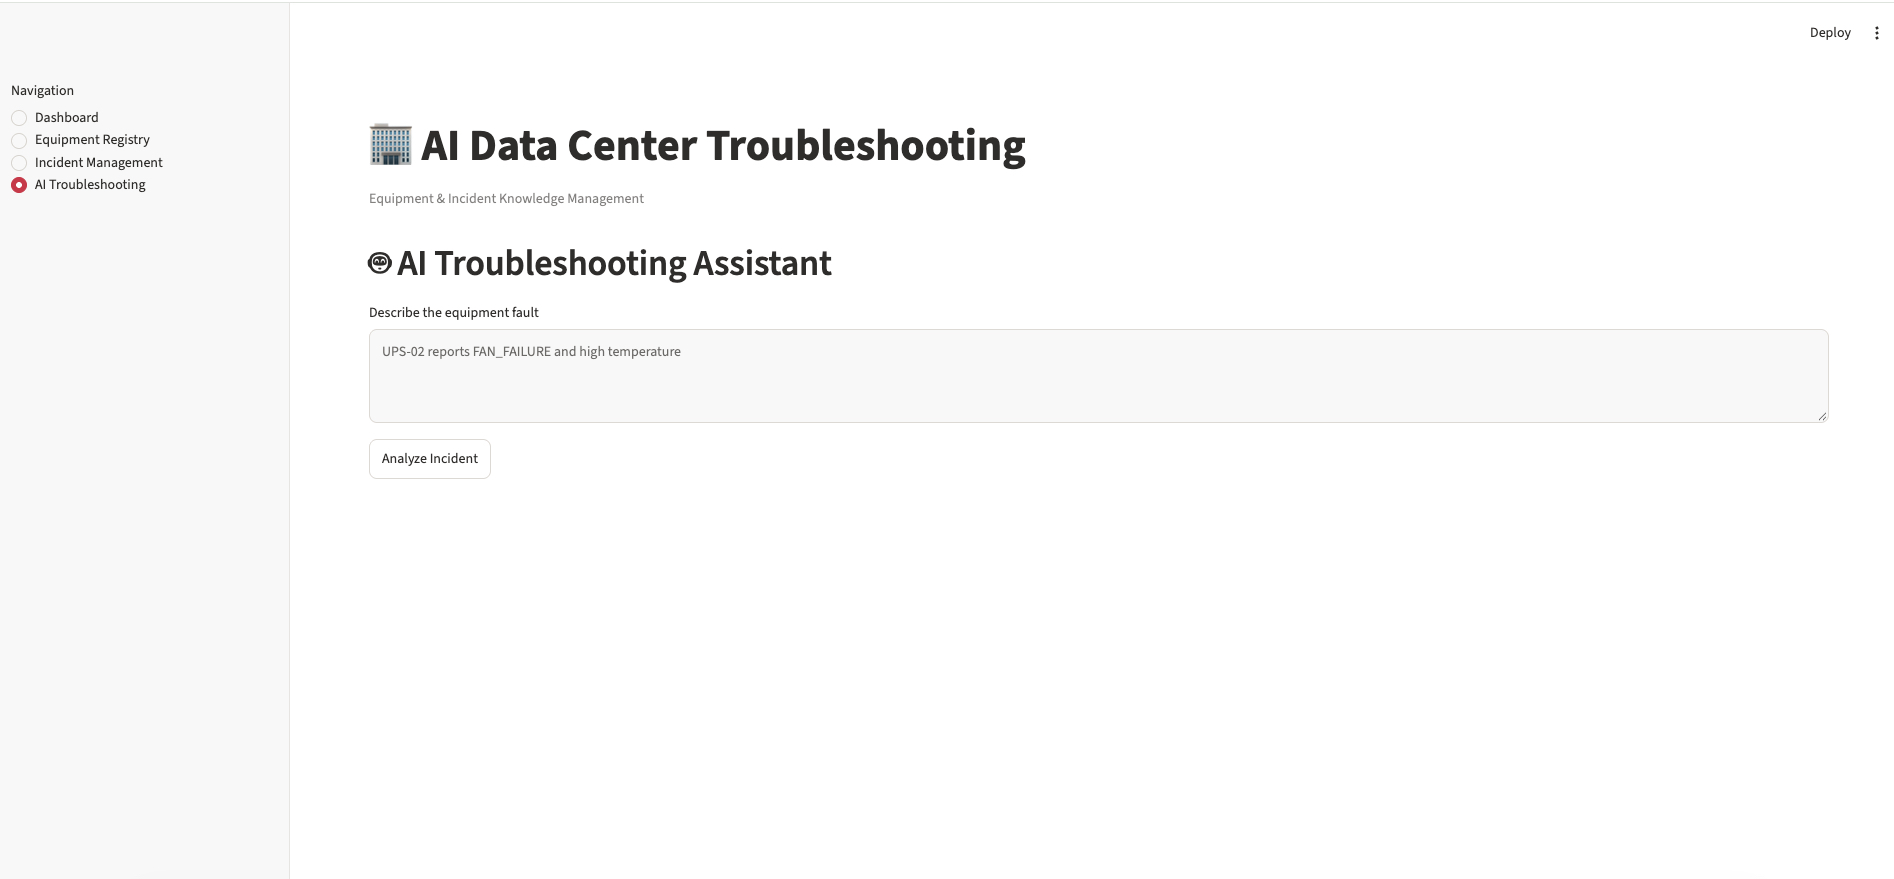 Deploy
Navigation
Dashboard
Equipment Registry
Incident Management
AI Troubleshooting
AI Data Center Troubleshooting
Equipment & Incident Knowledge Management
AI Troubleshooting Assistant
Describe the equipment fault
UPS-02 reports FAN_FAILURE and high temperature
Analyze Incident